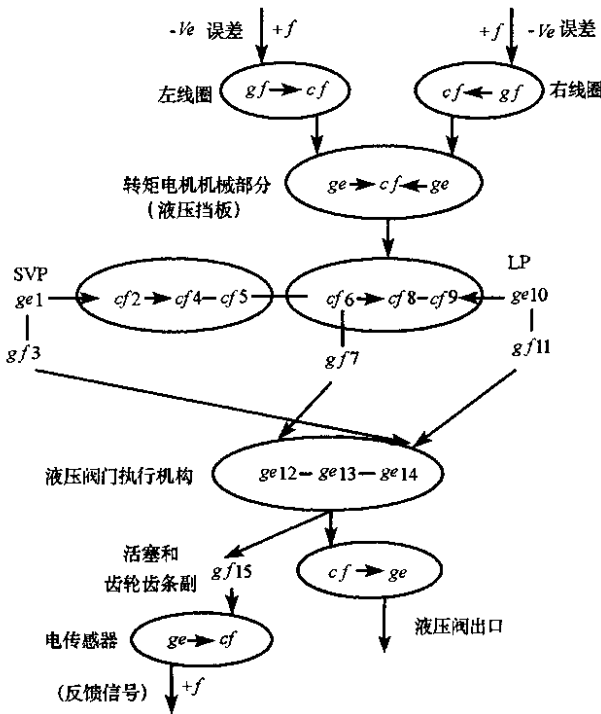 -Ve 误差 +f +f -Ve 误差
左线圈 gf cf cf gf 右线圈
转矩电机机械部分 ge cf ge
(液压挡板)
SVP LP
ge1 cf2 cf4 cf5 cf6 cf8 cf9 ge10
gf3 gf7 gf11
液压阀门执行机构 ge12 ge13 ge14
活塞和
齿轮齿条副 gf15 cf ge
电传感器 ge cf 液压阀出口
(反馈信号) +f